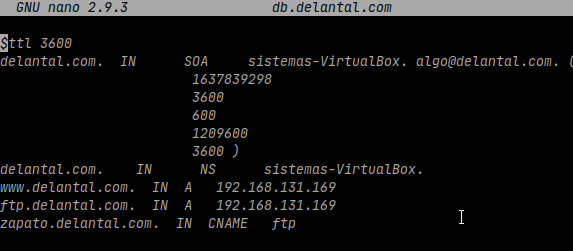 GNU nano 2.9.3 db.delantal.com
$ttl 3600
delantal.com. IN SOA sistemas-VirtualBox. algo@delantal.com. (
1637839298
3600
600
1209600
3600 )
delantal.com. IN NS sistemas-VirtualBox.
www.delantal.com. IN A 192.168.131.169
ftp.delantal.com. IN A 192.168.131.169
zapato.delantal.com. IN CNAME ftp